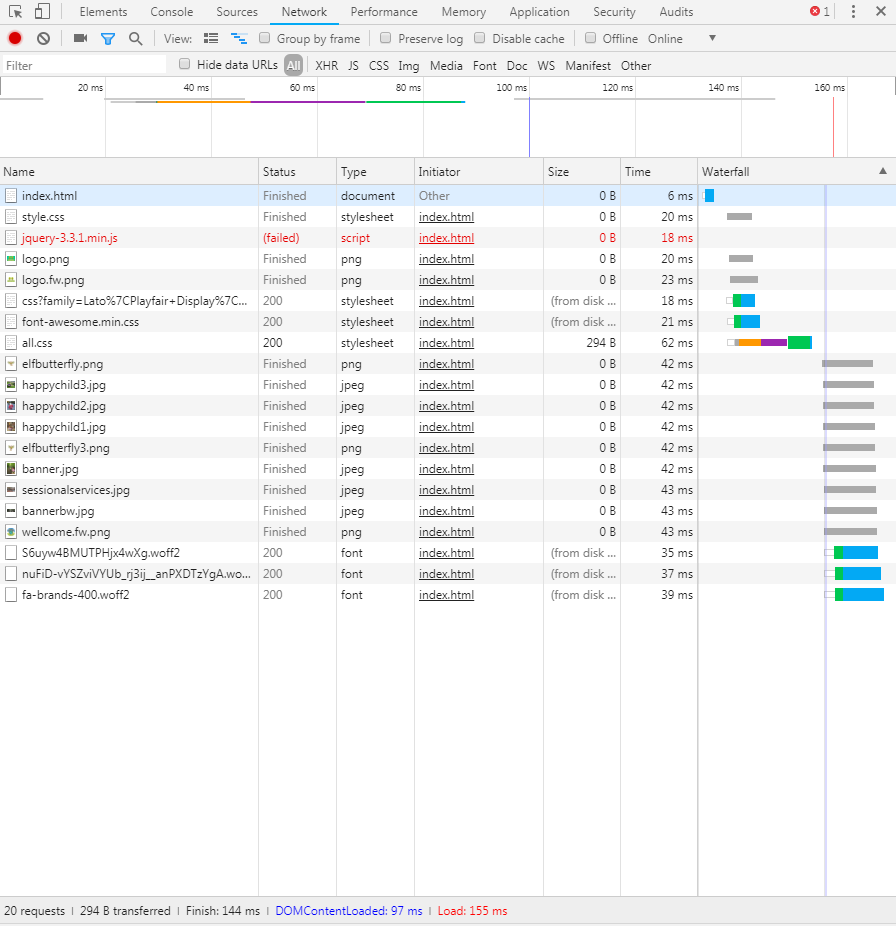 Elements Console Sources Network Performance Memory Application Security Audits 1
View: Group by frame Preserve log Disable cache Offline Online
Filter Hide data URLs All XHR JS CSS Img Media Font Doc WS Manifest Other
20 ms 40 ms 60 ms 80 ms 100 ms 120 ms 140 ms 160 ms
Name Status Type Initiator Size Time Waterfall
index.html Finished document Other 0 B 6 ms
style.css Finished stylesheet index.html 0 B 20 ms
jquery-3.3.1.min.js (failed) script index.html 0 B 18 ms
logo.png Finished png index.html 0 B 20 ms
logo.fw.png Finished png index.html 0 B 23 ms
css?family=Lato%7CPlayfair+Display%7C... 200 stylesheet index.html (from disk ... 18 ms
font-awesome.min.css 200 stylesheet index.html (from disk ... 21 ms
all.css 200 stylesheet index.html 294 B 62 ms
elfbutterfly.png Finished png index.html 0 B 42 ms
happychild3.jpg Finished jpeg index.html 0 B 42 ms
happychild2.jpg Finished jpeg index.html 0 B 42 ms
happychild1.jpg Finished jpeg index.html 0 B 42 ms
elfbutterfly3.png Finished png index.html 0 B 42 ms
banner.jpg Finished jpeg index.html 0 B 42 ms
sessionalservices.jpg Finished jpeg index.html 0 B 43 ms
bannerbw.jpg Finished jpeg index.html 0 B 43 ms
wellcome.fw.png Finished png index.html 0 B 43 ms
S6uyw4BMUTPHjx4wXg.woff2 200 font index.html (from disk ... 35 ms
nuFiD-vYSZviVYUb_rj3ij__anPXDTzYgA.wo... 200 font index.html (from disk ... 37 ms
fa-brands-400.woff2 200 font index.html (from disk ... 39 ms
20 requests | 294 B transferred | Finish: 144 ms | DOMContentLoaded: 97 ms | Load: 155 ms